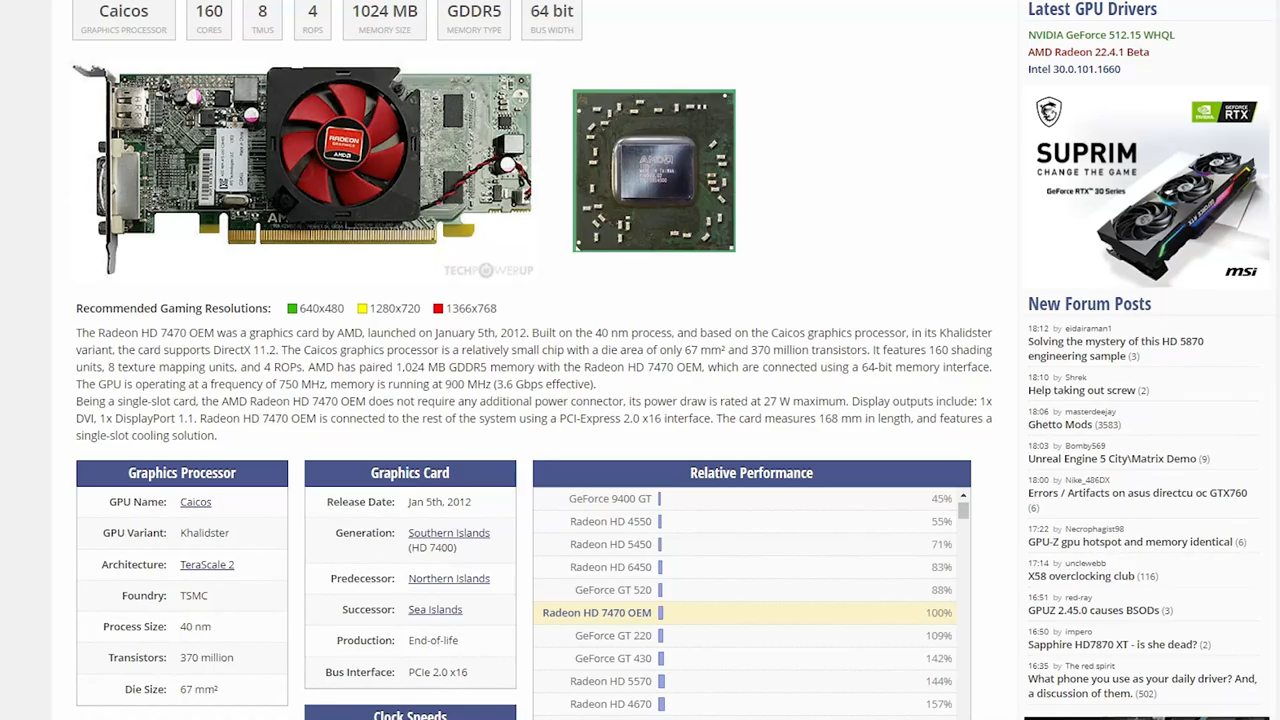 Caicos
GRAPHICS PROCESSOR
160
CORES
8
TMUS
4
ROPS
1024 MB
MEMORY SIZE
GDDR5
MEMORY TYPE
64 bit
BUS WIDTH
RADEON
GRAPHICS
AMD
TECHPOWERUP
Recommended Gaming Resolutions: 640x480 1280x720 1366x768
The Radeon HD 7470 OEM was a graphics card by AMD, launched on January 5th, 2012. Built on the 40 nm process, and based on the Caicos graphics processor, in its Khalidster
variant, the card supports DirectX 11.2. The Caicos graphics processor is a relatively small chip with a die area of only 67 mm² and 370 million transistors. It features 160 shading
units, 8 texture mapping units, and 4 ROPs. AMD has paired 1,024 MB GDDR5 memory with the Radeon HD 7470 OEM, which are connected using a 64-bit memory interface.
The GPU is operating at a frequency of 750 MHz, memory is running at 900 MHz (3.6 Gbps effective).
Being a single-slot card, the AMD Radeon HD 7470 OEM does not require any additional power connector, its power draw is rated at 27 W maximum. Display outputs include: 1x
DVI, 1x DisplayPort 1.1. Radeon HD 7470 OEM is connected to the rest of the system using a PCI-Express 2.0 x16 interface. The card measures 168 mm in length, and features a
single-slot cooling solution.
Graphics Processor
GPU Name: Caicos
GPU Variant: Khalidster
Architecture: TeraScale 2
Foundry: TSMC
Process Size: 40 nm
Transistors: 370 million
Die Size: 67 mm²
Graphics Card
Release Date: Jan 5th, 2012
Generation: Southern Islands
(HD 7400)
Predecessor: Northern Islands
Successor: Sea Islands
Production: End-of-life
Bus Interface: PCIe 2.0 x16
Clock Speeds
Relative Performance
GeForce 9400 GT 45%
Radeon HD 4550 55%
Radeon HD 5450 71%
Radeon HD 6450 83%
GeForce GT 520 88%
Radeon HD 7470 OEM 100%
GeForce GT 220 109%
GeForce GT 430 142%
Radeon HD 5570 144%
Radeon HD 4670 157%
Latest GPU Drivers
NVIDIA GeForce 512.15 WHQL
AMD Radeon 22.4.1 Beta
Intel 30.0.101.1660
GEFORCE
RTX
NVIDIA
SUPRIM
CHANGE THE GAME
GeForce RTX™ 30 Series
msi
New Forum Posts
18:12 by eidairaman1
Solving the mystery of this HD 5870
engineering sample (3)
18:10 by Shrek
Help taking out screw (2)
18:06 by masterdeejay
Ghetto Mods (3583)
18:03 by Bomby569
Unreal Engine 5 City\Matrix Demo (9)
18:00 by Nike_486DX
Errors / Artifacts on asus directcu oc GTX760
(6)
17:22 by Necrophagist98
GPU-Z gpu hotspot and memory identical (6)
17:14 by unclewebb
X58 overclocking club (116)
16:51 by red-ray
GPUZ 2.45.0 causes BSODs (3)
16:50 by impero
Sapphire HD7870 XT - is she dead? (2)
16:35 by The red spirit
What phone you use as your daily driver? And,
a discussion of them. (502)